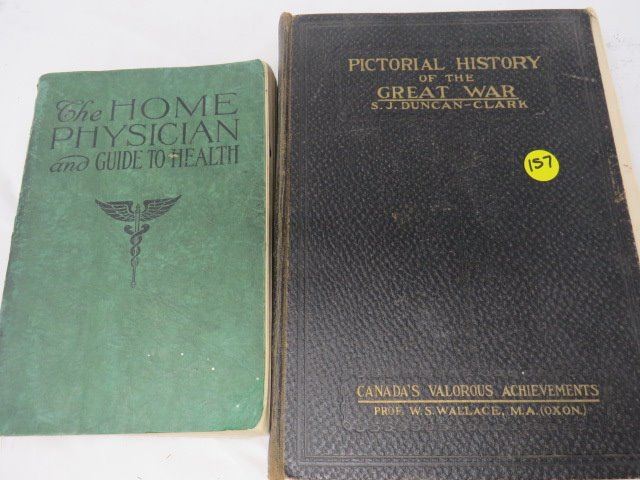 The HOME
PHYSICIAN
and GUIDE TO HEALTH
PICTORIAL HISTORY
OF THE
GREAT WAR
S. J. DUNCAN-CLARK
157
CANADA'S VALOROUS ACHIEVEMENTS
PROF. W. S. WALLACE, M.A. (OXON.)